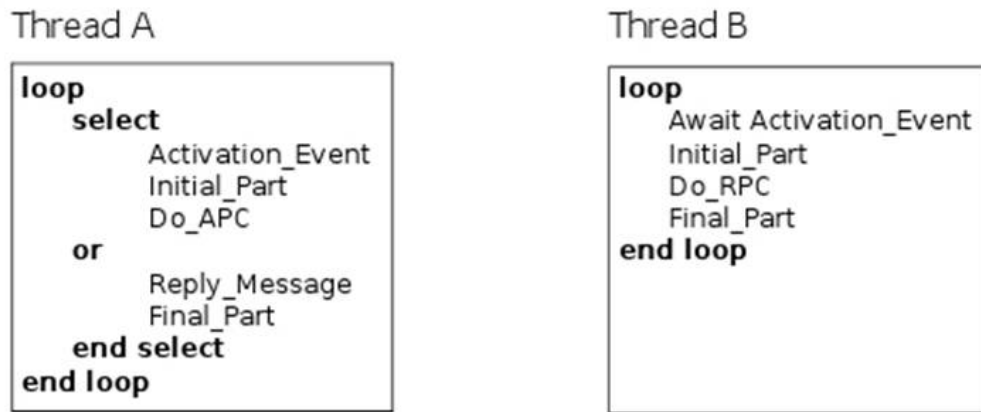 Thread A
loop
select
Activation_Event
Initial_Part
Do_APC
or
Reply_Message
Final_Part
end select
end loop
Thread B
loop
Await Activation_Event
Initial_Part
Do_RPC
Final_Part
end loop